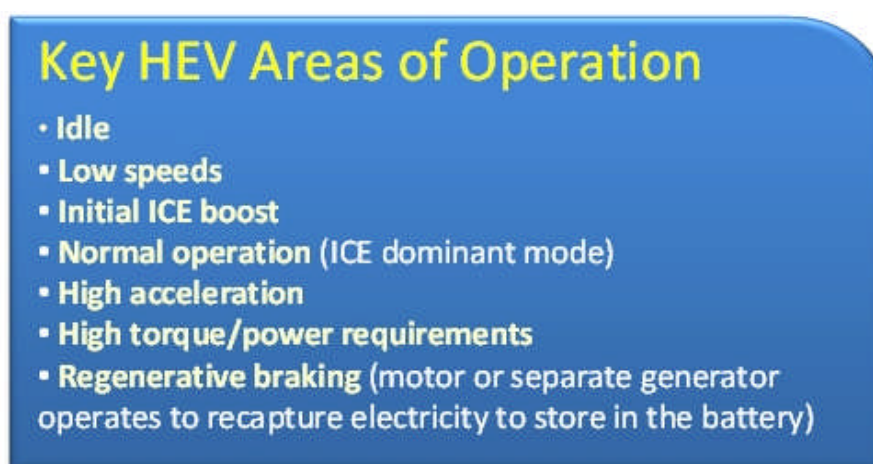 Key HEV Areas of Operation
• Idle
▪ Low speeds
▪ Initial ICE boost
▪ Normal operation (ICE dominant mode)
▪ High acceleration
▪ High torque/power requirements
▪ Regenerative braking (motor or separate generator
operates to recapture electricity to store in the battery)